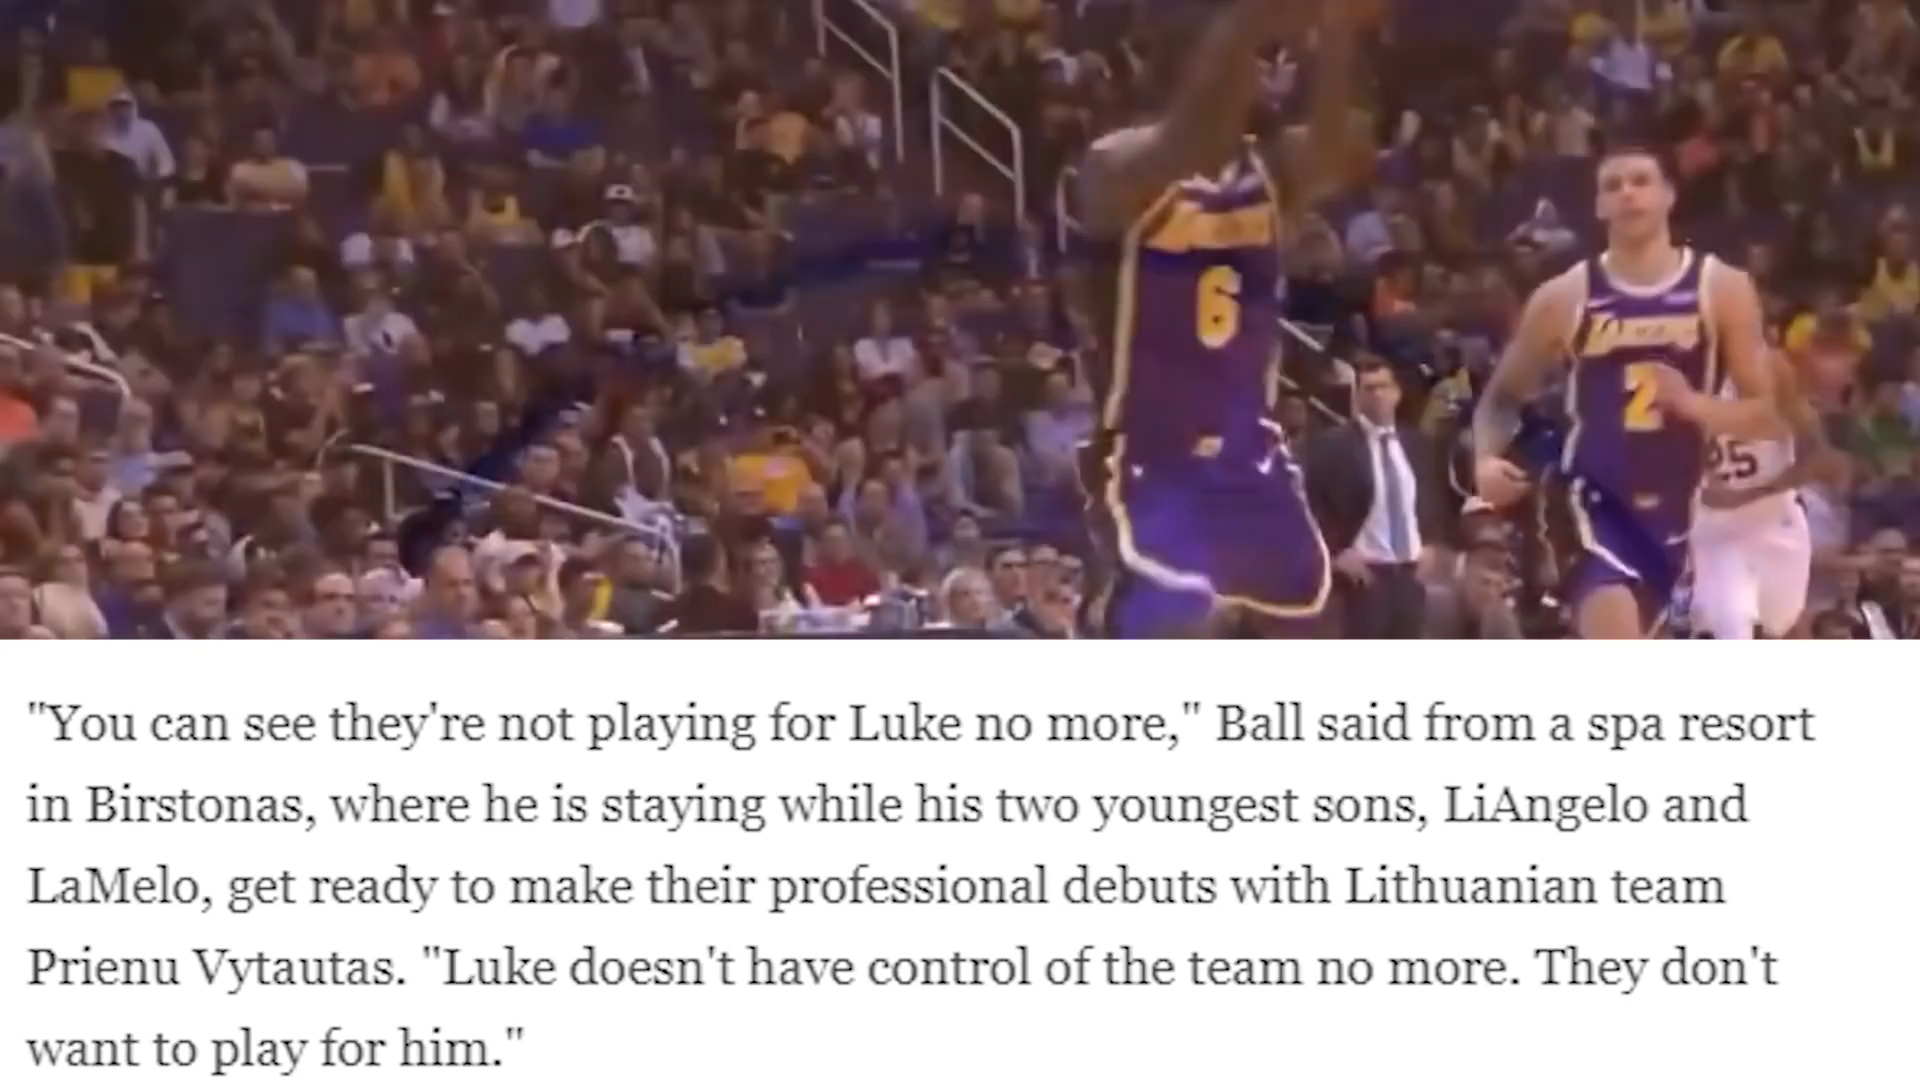 6
2
25
"You can see they're not playing for Luke no more," Ball said from a spa resort
in Birstonas, where he is staying while his two youngest sons, LiAngelo and
LaMelo, get ready to make their professional debuts with Lithuanian team
Prienu Vytautas. "Luke doesn't have control of the team no more. They don't
want to play for him."